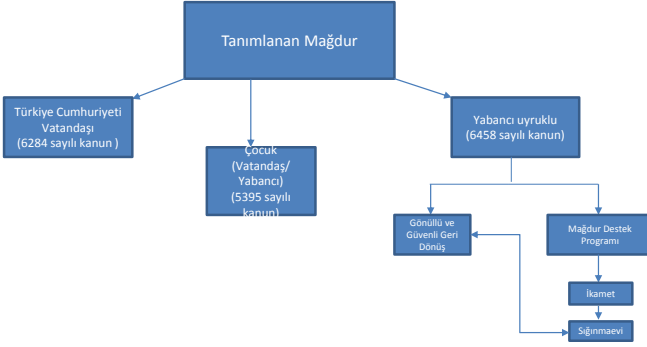 Tanımlanan Mağdur
Türkiye Cumhuriyeti
Vatandaşı
(6284 sayılı kanun )
Çocuk
(Vatandaş/
Yabancı)
(5395 sayılı
kanun)
Yabancı uyruklu
(6458 sayılı kanun)
Gönüllü ve
Güvenli Geri
Dönüş
Mağdur Destek
Programı
İkamet
Sığınmaevi